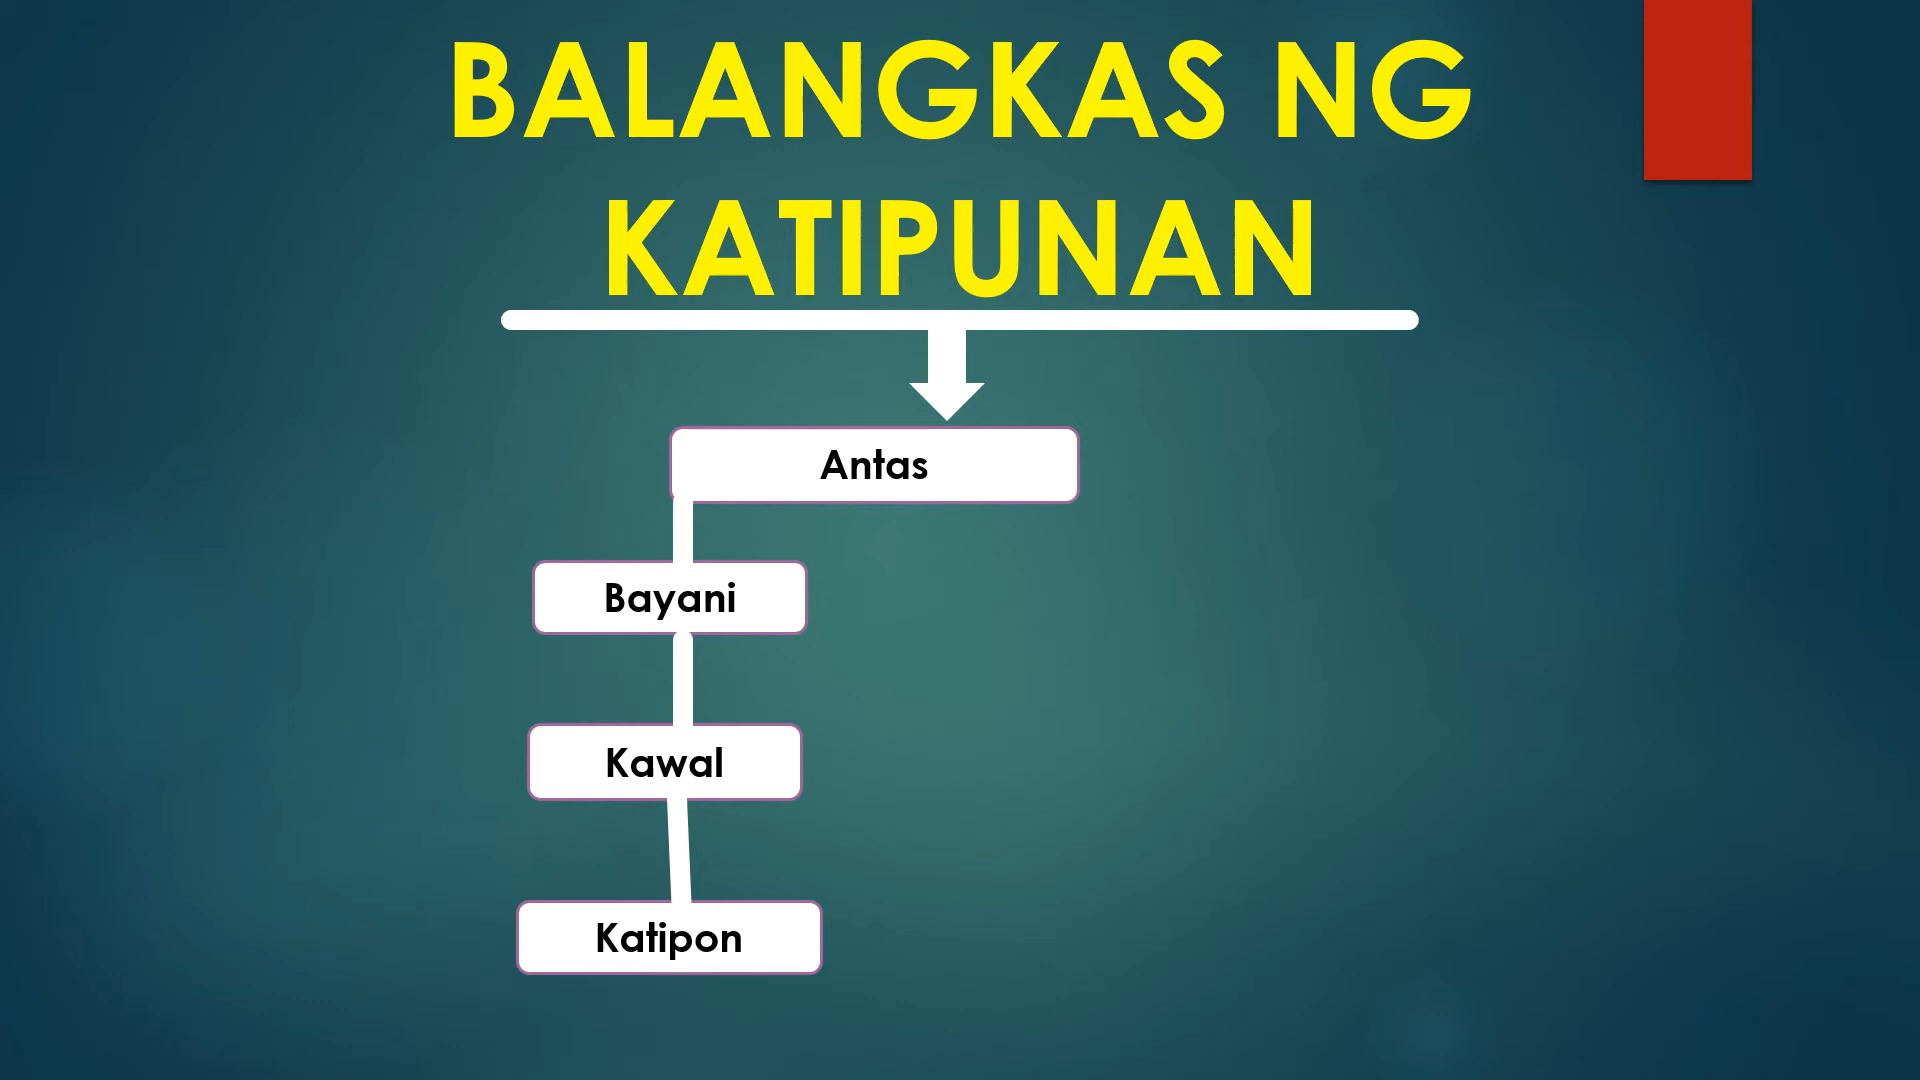 BALANGKAS NG
KATIPUNAN
Antas
Bayani
Kawal
Katipon